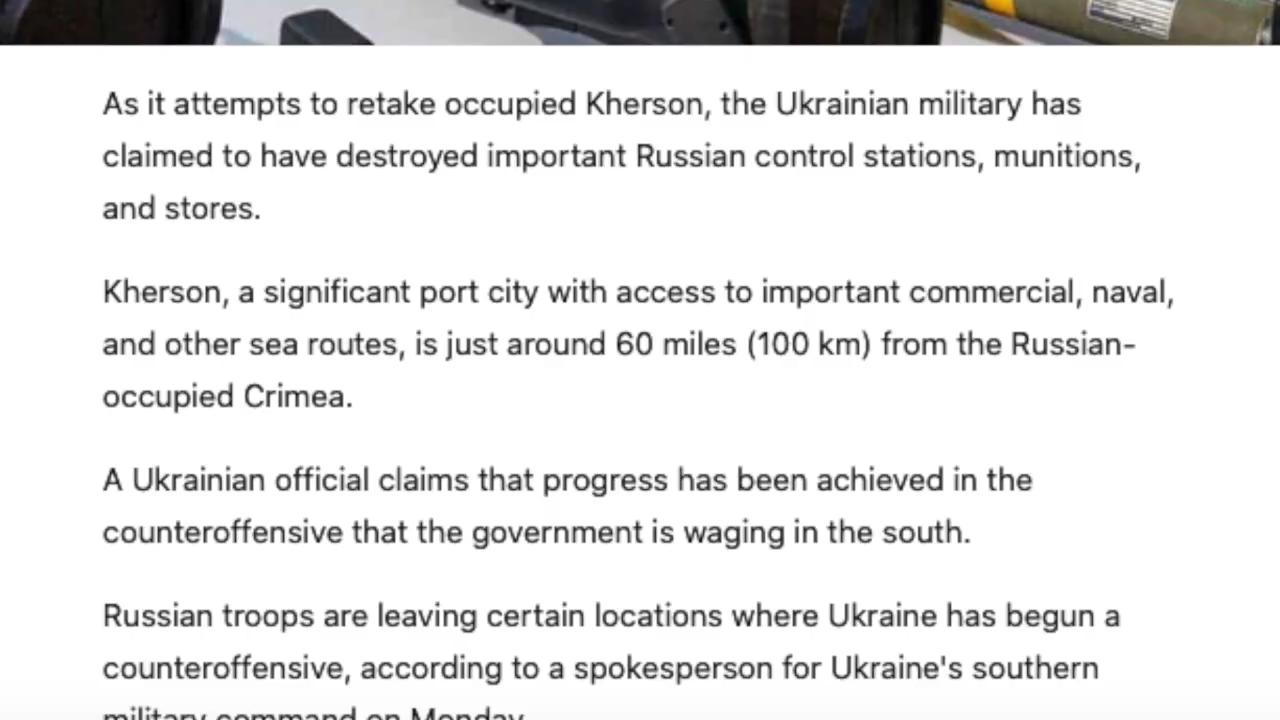 As it attempts to retake occupied Kherson, the Ukrainian military has
claimed to have destroyed important Russian control stations, munitions,
and stores.
Kherson, a significant port city with access to important commercial, naval,
and other sea routes, is just around 60 miles (100 km) from the Russian-
occupied Crimea.
A Ukrainian official claims that progress has been achieved in the
counteroffensive that the government is waging in the south.
Russian troops are leaving certain locations where Ukraine has begun a
counteroffensive, according to a spokesperson for Ukraine's southern
military command on Monday.